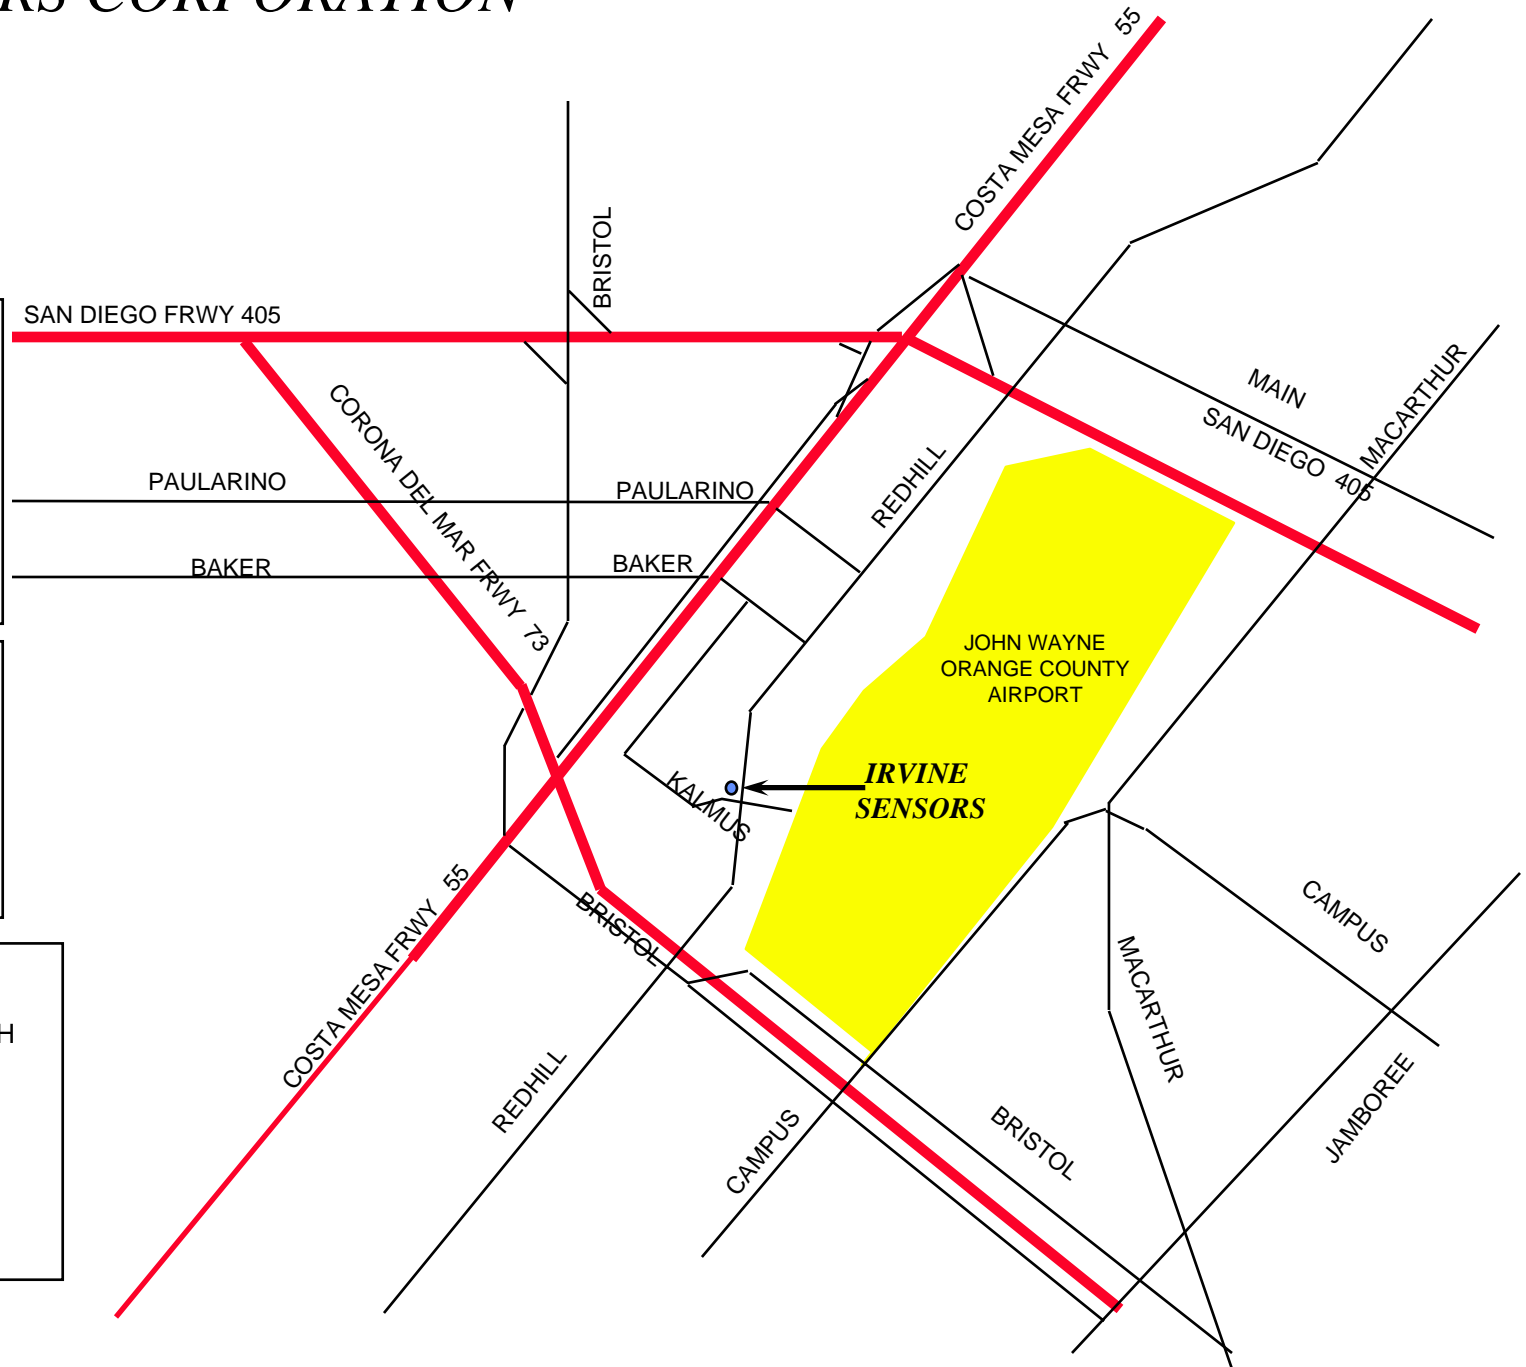 RS CORPORATION
COSTA MESA FRWY 55
BRISTOL
SAN DIEGO FRWY 405
MAIN
SAN DIEGO 405
MACARTHUR
CORONA DEL MAR FRWY 73
PAULARINO
PAULARINO
REDHILL
BAKER
BAKER
JOHN WAYNE
ORANGE COUNTY
AIRPORT
IRVINE
SENSORS
KALMUS
COSTA MESA FRWY 55
BRISTOL
CAMPUS
MACARTHUR
H
REDHILL
CAMPUS
BRISTOL
JAMBOREE